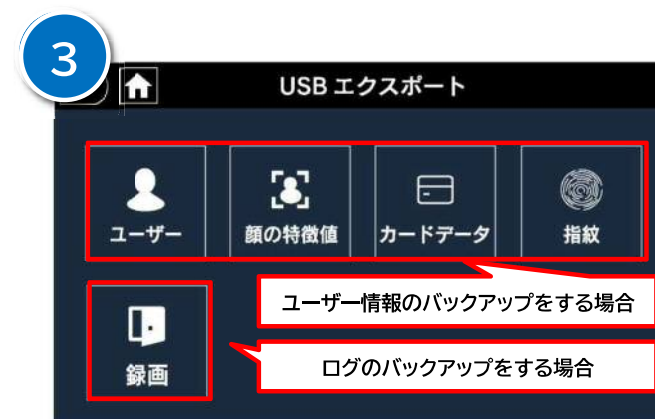 3
USB エクスポート
ユーザー
顔の特徴値
カードデータ
指紋
ユーザー情報のバックアップをする場合
録画
ログのバックアップをする場合